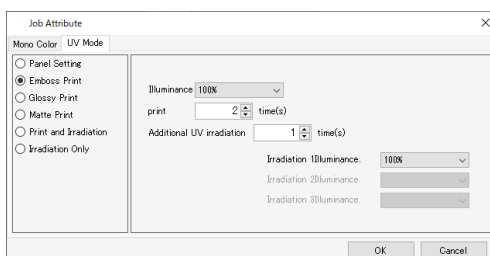 Job Attribute
Mono Color UV Mode
Panel Setting
Emboss Print
Glossy Print
Matte Print
Print and Irradiation
Irradiation Only
Illuminance 100%
print 2 time(s)
Additional UV irradiation 1 time(s)
Irradiation 1Illuminance. 100%
Irradiation 2Illuminance.
Irradiation 3Illuminance.
OK Cancel